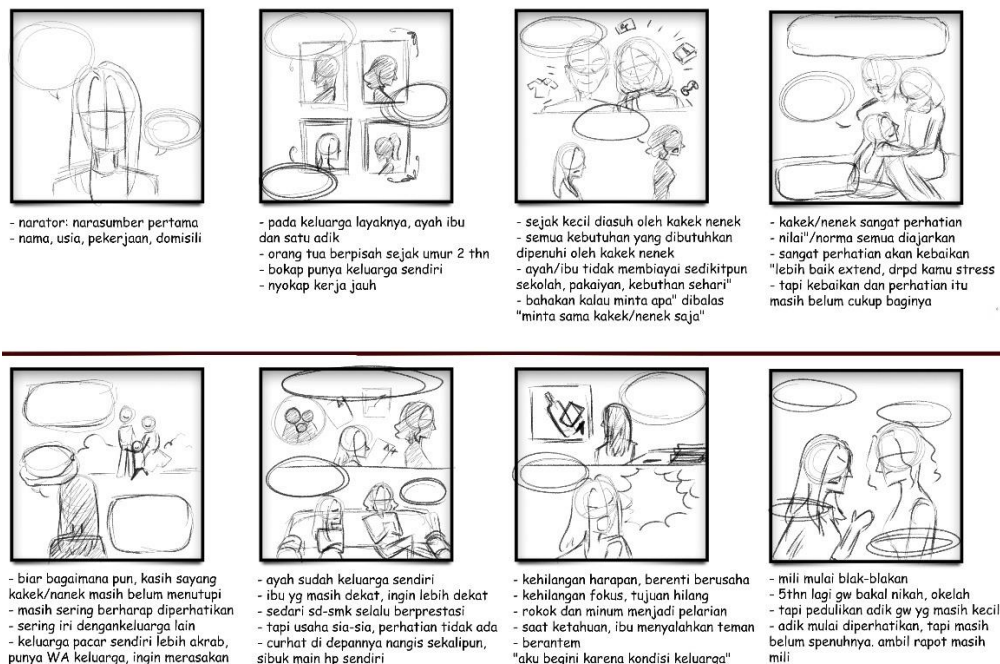 - narator: narasumber pertama
- nama, usia, pekerjaan, domisili
- pada keluarga layaknya, ayah ibu
dan satu adik
- orang tua berpisah sejak umur 2 thn
- bokap punya keluarga sendiri
- nyokap kerja jauh
- sejak kecil diasuh oleh kakek nenek
- semua kebutuhan yang dibutuhkan
dipenuhi oleh kakek nenek
- ayah/ibu tidak membiayai sedikitpun
sekolah, pakaiyan, kebuthan sehari"
- bahakan kalau minta apa" dibalas
"minta sama kakek/nenek saja"
- kakek/nenek sangat perhatian
- nilai"/norma semua diajarkan
- sangat perhatian akan kebaikan
"lebih baik extend, drpd kamu stress
- tapi kebaikan dan perhatian itu
masih belum cukup baginya
- biar bagaimana pun, kasih sayang
kakek/nanek masih belum menutupi
- masih sering berharap diperhatikan
- sering iri dengankeluarga lain
- keluarga pacar sendiri lebih akrab,
punya WA keluarga, ingin merasakan
- ayah sudah keluarga sendiri
- ibu yg masih dekat, ingin lebih dekat
- sedari sd-smk selalu berprestasi
- tapi usaha sia-sia, perhatian tidak ada
- curhat di depannya nangis sekalipun,
sibuk main hp sendiri
- kehilangan harapan, berenti berusaha
- kehilangan fokus, tujuan hilang
- rokok dan minum menjadi pelarian
- saat ketahuan, ibu menyalahkan teman
- berantem
"aku begini karena kondisi keluarga"
- mili mulai blak-blakan
- 5thn lagi gw bakal nikah, okelah
- tapi pedulikan adik gw yg masih kecil
- adik mulai diperhatikan, tapi masih
belum spenuhnya. ambil rapot masih
mili